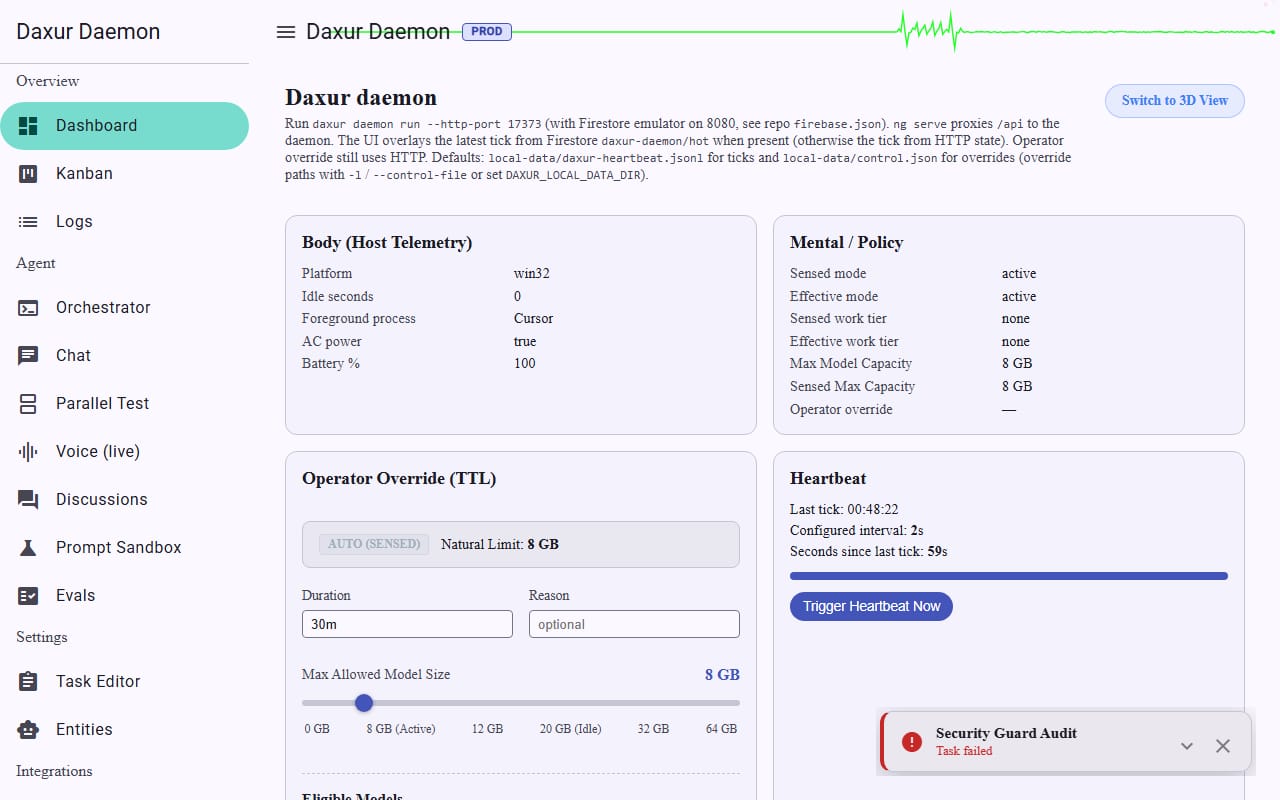 Daxur Daemon
Daxur Daemon
PROD
Overview
Dashboard
Kanban
Logs
Agent
Orchestrator
Chat
Parallel Test
Voice (live)
Discussions
Prompt Sandbox
Evals
Settings
Task Editor
Entities
Integrations
Daxur daemon
Switch to 3D View
Run daxur daemon run --http-port 17373 (with Firestore emulator on 8080, see repo firebase.json). ng serve proxies /api to the
daemon. The UI overlays the latest tick from Firestore daxur-daemon/hot when present (otherwise the tick from HTTP state). Operator
override still uses HTTP. Defaults: local-data/daxur-heartbeat.jsonl for ticks and local-data/control.json for overrides (override
paths with -l / --control-file or set DAXUR_LOCAL_DATA_DIR).
Body (Host Telemetry)
Platform win32
Idle seconds 0
Foreground process Cursor
AC power true
Battery % 100
Mental / Policy
Sensed mode active
Effective mode active
Sensed work tier none
Effective work tier none
Max Model Capacity 8 GB
Sensed Max Capacity 8 GB
Operator override —
Operator Override (TTL)
AUTO (SENSED) Natural Limit: 8 GB
Duration Reason
30m optional
Max Allowed Model Size 8 GB
0 GB 8 GB (Active) 12 GB 20 GB (Idle) 32 GB 64 GB
Eligible Models
Heartbeat
Last tick: 00:48:22
Configured interval: 2s
Seconds since last tick: 59s
Trigger Heartbeat Now
Security Guard Audit
Task failed